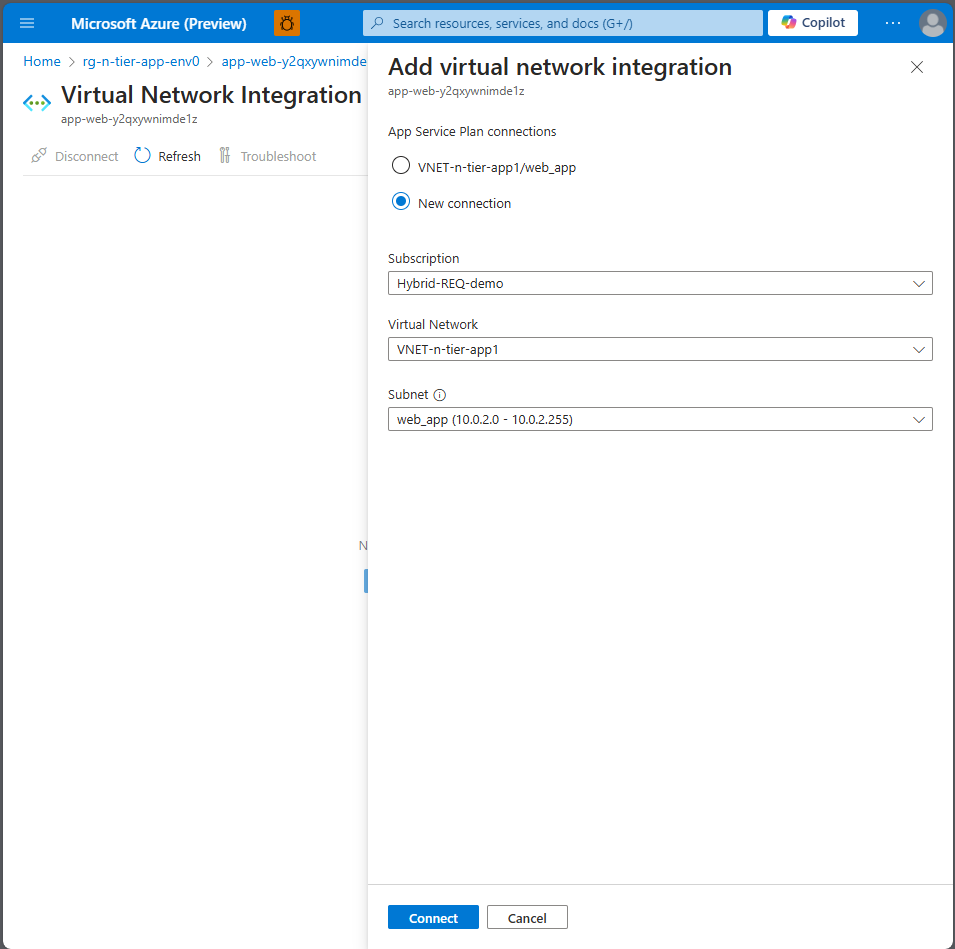 Microsoft Azure (Preview)
Search resources, services, and docs (G+/)
Copilot
Home > rg-n-tier-app-env0 > app-web-y2qxywnimde
Virtual Network Integration
app-web-y2qxywnimde1z
Disconnect
Refresh
Troubleshoot
N
Add virtual network integration
app-web-y2qxywnimde1z
App Service Plan connections
VNET-n-tier-app1/web_app
New connection
Subscription
Hybrid-REQ-demo
Virtual Network
VNET-n-tier-app1
Subnet
web_app (10.0.2.0 - 10.0.2.255)
Connect
Cancel